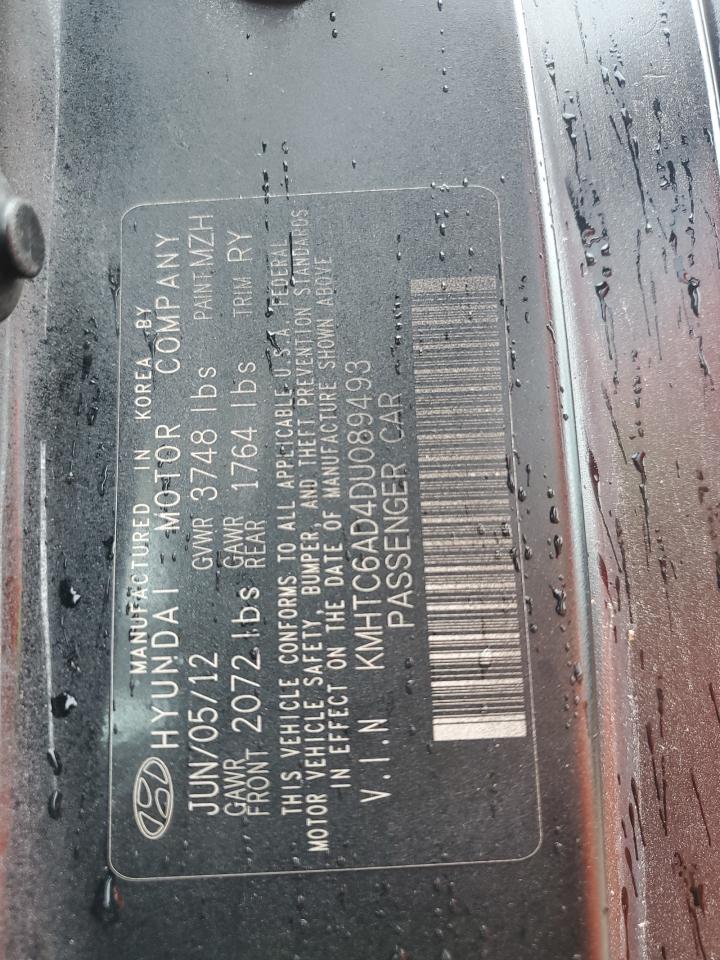 MANUFACTURED IN KOREA BY
HYUNDAI MOTOR COMPANY
JUN/05/12 GVWR 3748 lbs PAINT MZH
GAWR FRONT 2072 lbs GAWR REAR 1764 lbs TRIM RY
THIS VEHICLE CONFORMS TO ALL APPLICABLE U.S.A. FEDERAL
MOTOR VEHICLE SAFETY, BUMPER, AND THEFT PREVENTION STANDARDS
IN EFFECT ON THE DATE OF MANUFACTURE SHOWN ABOVE
V.I.N KMHTC6AD4DU089493
PASSENGER CAR